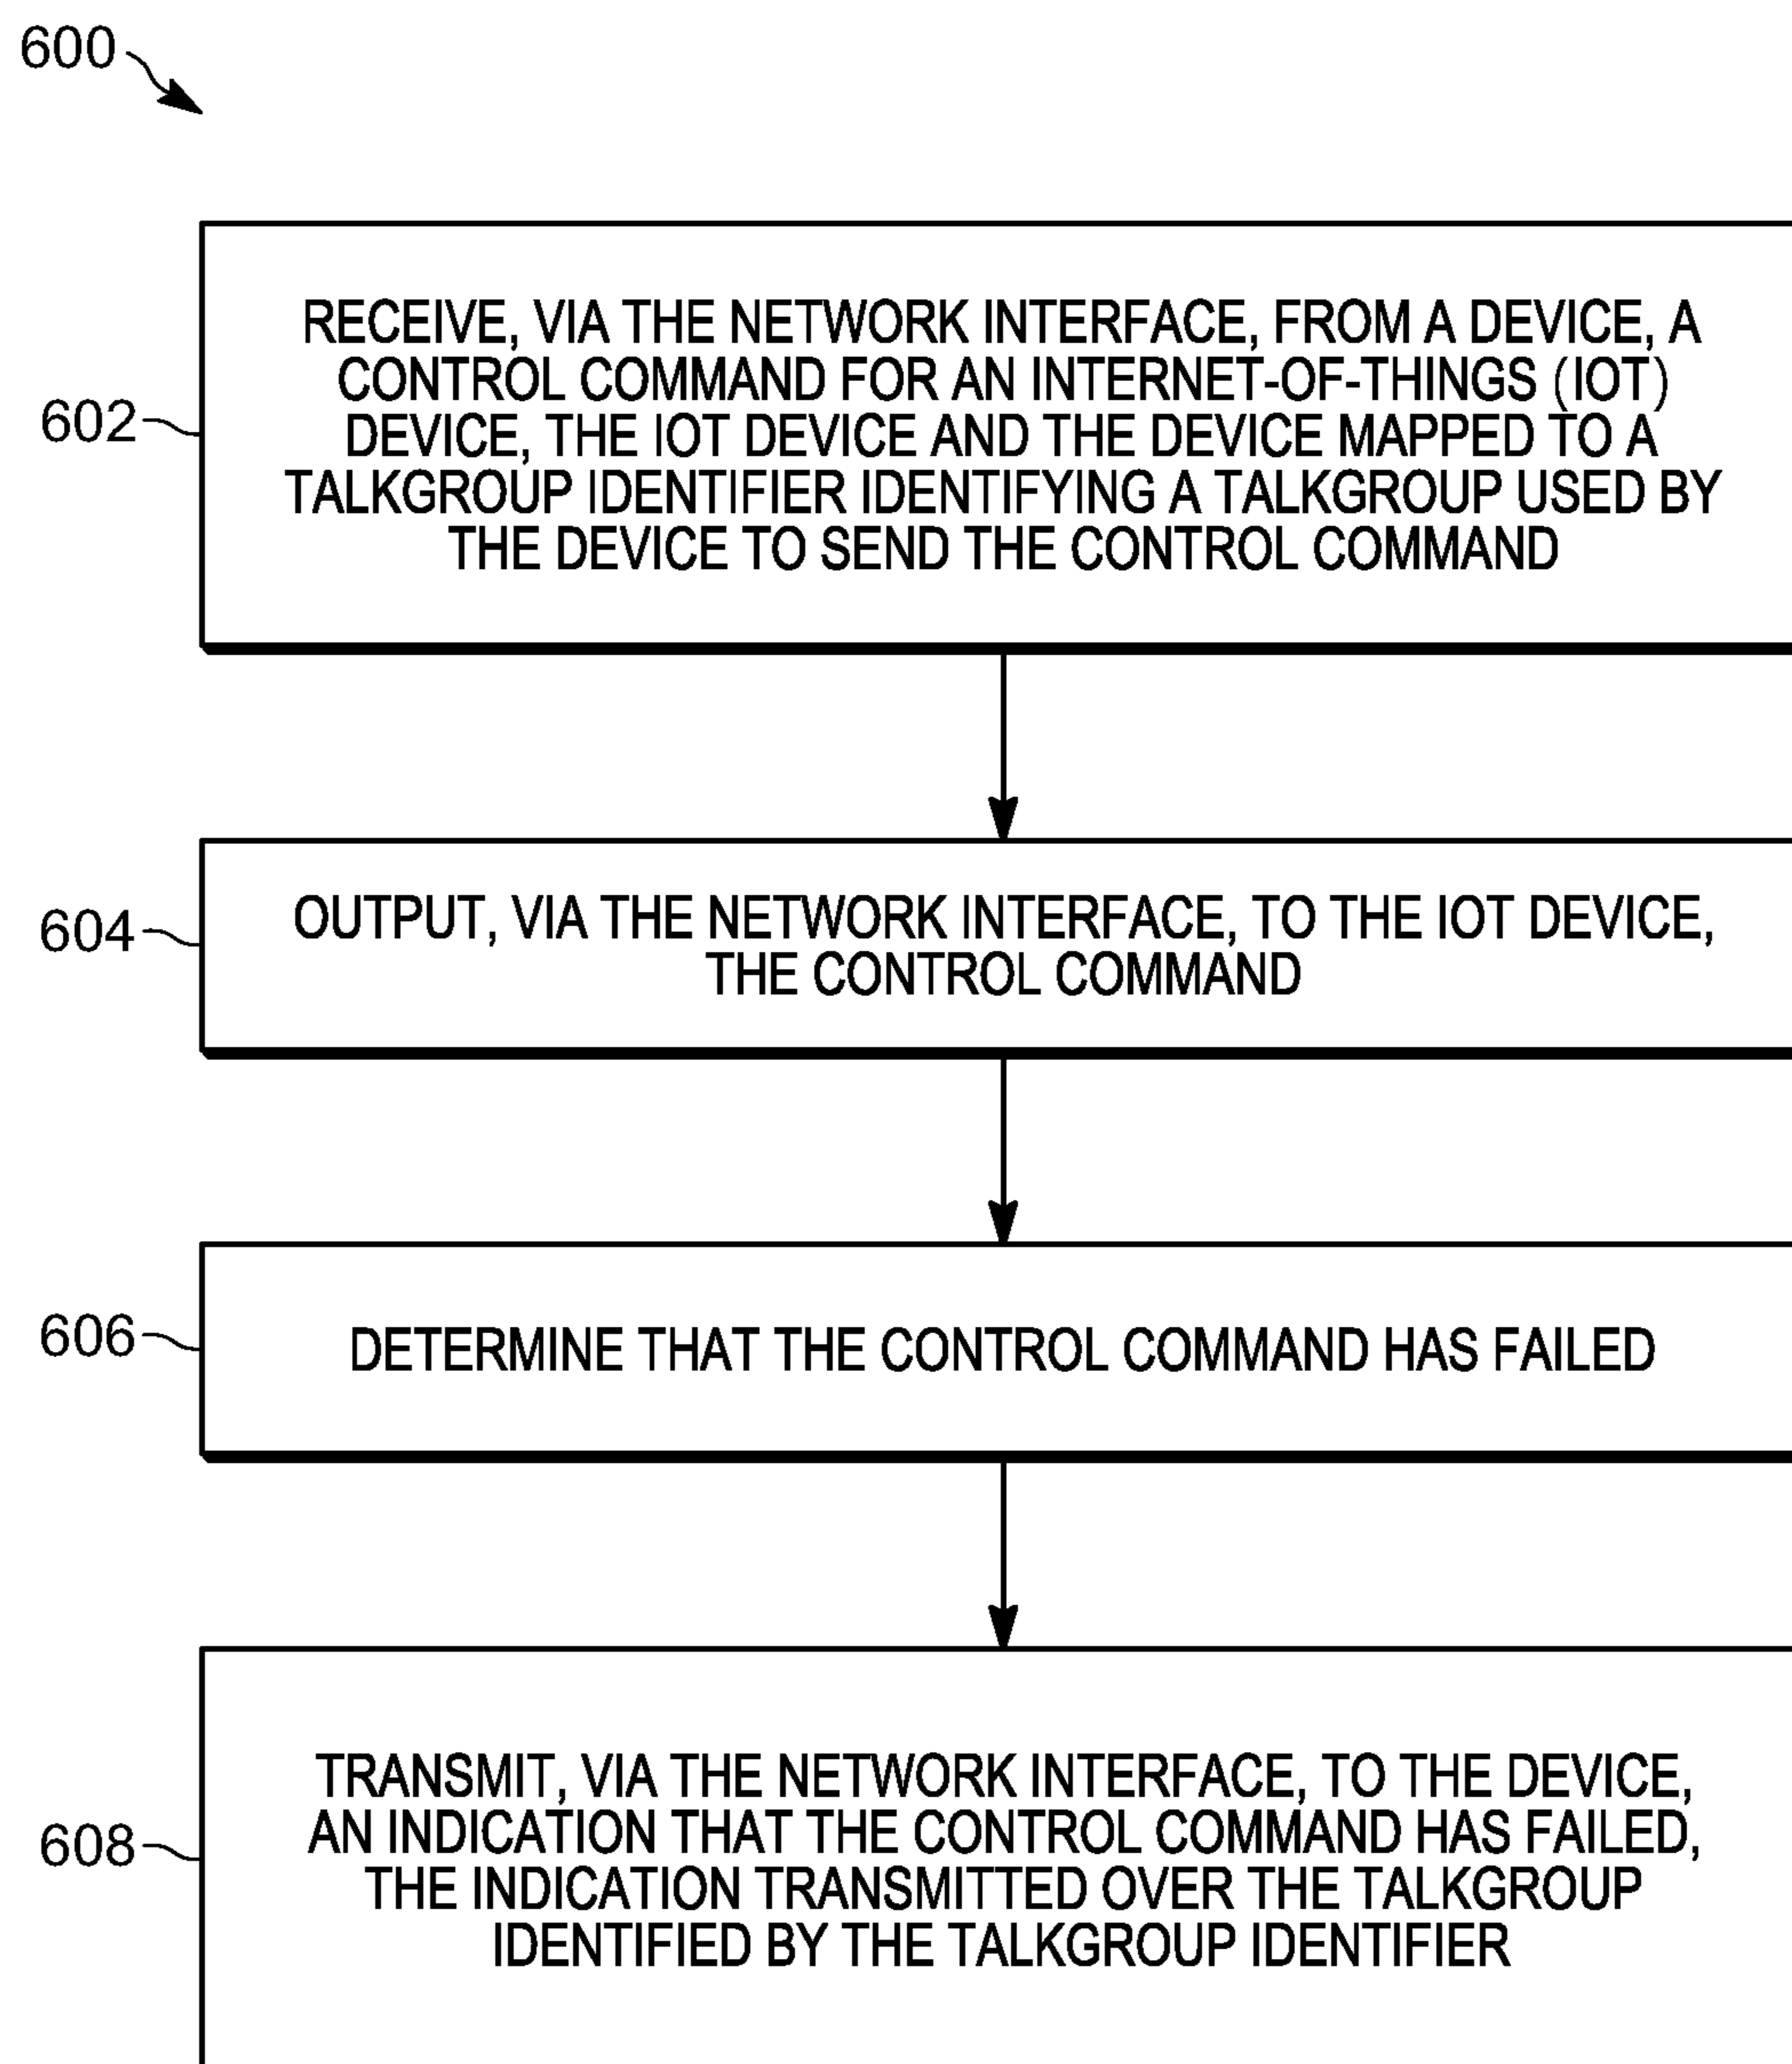 600
602
RECEIVE, VIA THE NETWORK INTERFACE, FROM A DEVICE, A
CONTROL COMMAND FOR AN INTERNET-OF-THINGS (IOT)
DEVICE, THE IOT DEVICE AND THE DEVICE MAPPED TO A
TALKGROUP IDENTIFIER IDENTIFYING A TALKGROUP USED BY
THE DEVICE TO SEND THE CONTROL COMMAND
604
OUTPUT, VIA THE NETWORK INTERFACE, TO THE IOT DEVICE,
THE CONTROL COMMAND
606
DETERMINE THAT THE CONTROL COMMAND HAS FAILED
608
TRANSMIT, VIA THE NETWORK INTERFACE, TO THE DEVICE,
AN INDICATION THAT THE CONTROL COMMAND HAS FAILED,
THE INDICATION TRANSMITTED OVER THE TALKGROUP
IDENTIFIED BY THE TALKGROUP IDENTIFIER